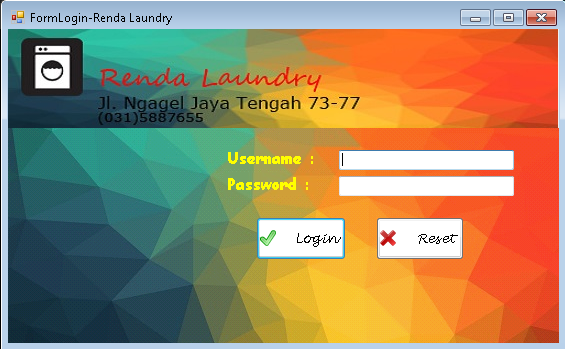 FormLogin-Renda Laundry
Renda Laundry
Jl. Ngagel Jaya Tengah 73-77
(031)5887655
Username :
Password :
Login
Reset